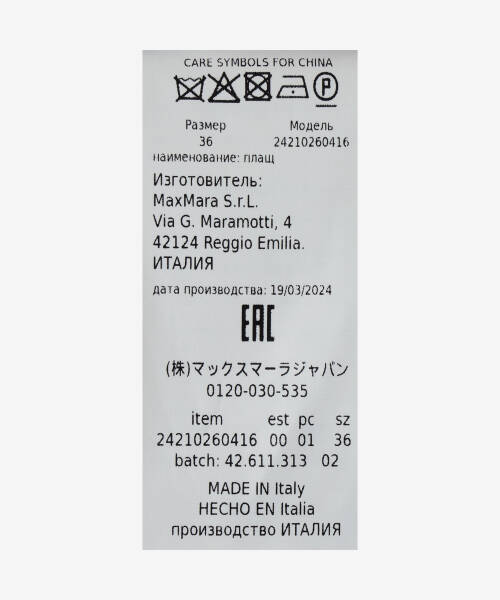 CARE SYMBOLS FOR CHINA
P
Размер Модель
36 24210260416
наименование: плащ
Изготовитель:
MaxMara S.r.L.
Via G. Maramotti, 4
42124 Reggio Emilia.
ИТАЛИЯ
дата производства: 19/03/2024
EAC
(株)マックスマーラジャパン
0120-030-535
item est pc sz
24210260416 00 01 36
batch: 42.611.313 02
MADE IN Italy
HECHO EN Italia
производство ИТАЛИЯ